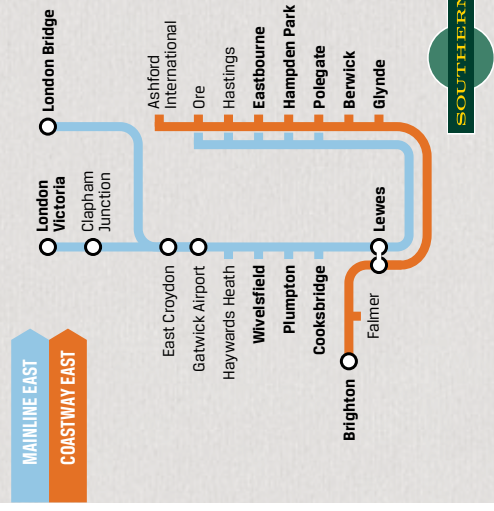 MAINLINE EAST
COASTWAY EAST
London Bridge
London
Victoria
Clapham
Junction
East Croydon
Gatwick Airport
Haywards Heath
Wivelsfield
Plumpton
Cooksbridge
Lewes
Falmer
Brighton
Ashford
International
Ore
Hastings
Eastbourne
Hampden Park
Polegate
Berwick
Glynde
SOUTHERN